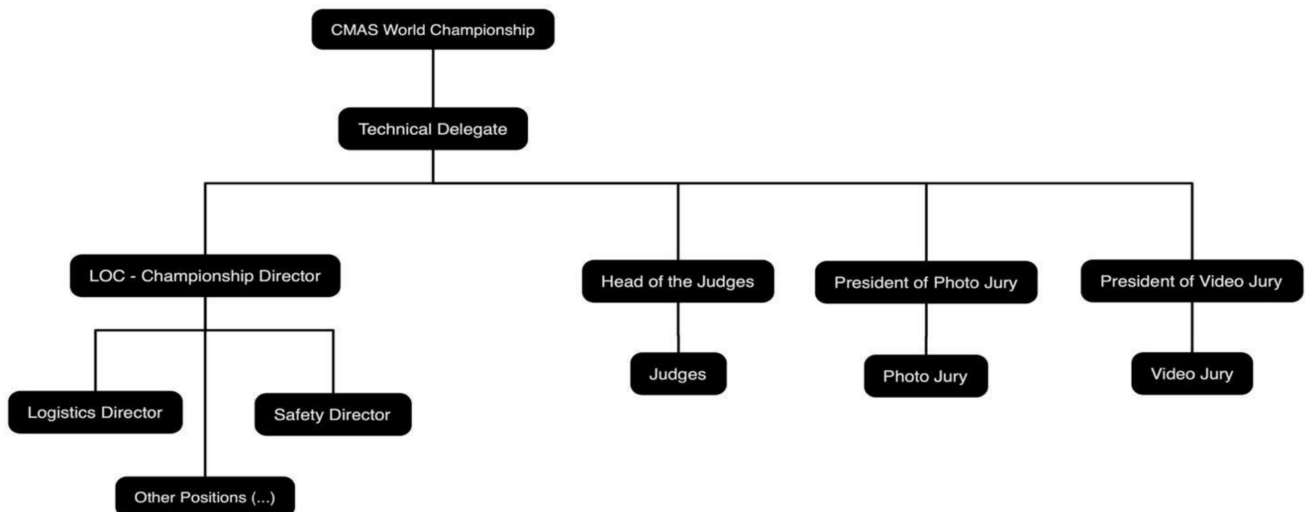 CMAS World Championship
Technical Delegate
LOC - Championship Director
Head of the Judges
President of Photo Jury
President of Video Jury
Judges
Photo Jury
Video Jury
Logistics Director
Safety Director
Other Positions (...)